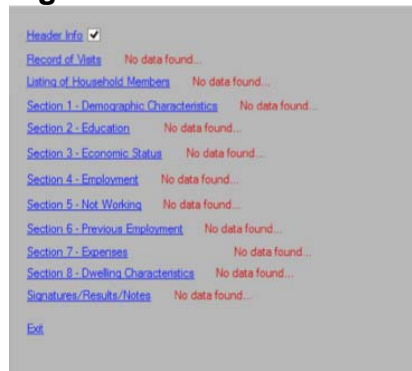 Header Info
Record of Visits No data found...
Listing of Household Members No data found...
Section 1 - Demographic Characteristics No data found...
Section 2 - Education No data found...
Section 3 - Economic Status No data found...
Section 4 - Employment No data found...
Section 5 - Not Working No data found...
Section 6 - Previous Employment No data found...
Section 7 - Expenses No data found...
Section 8 - Dwelling Characteristics No data found...
Signatures/Results/Notes No data found...
Exit